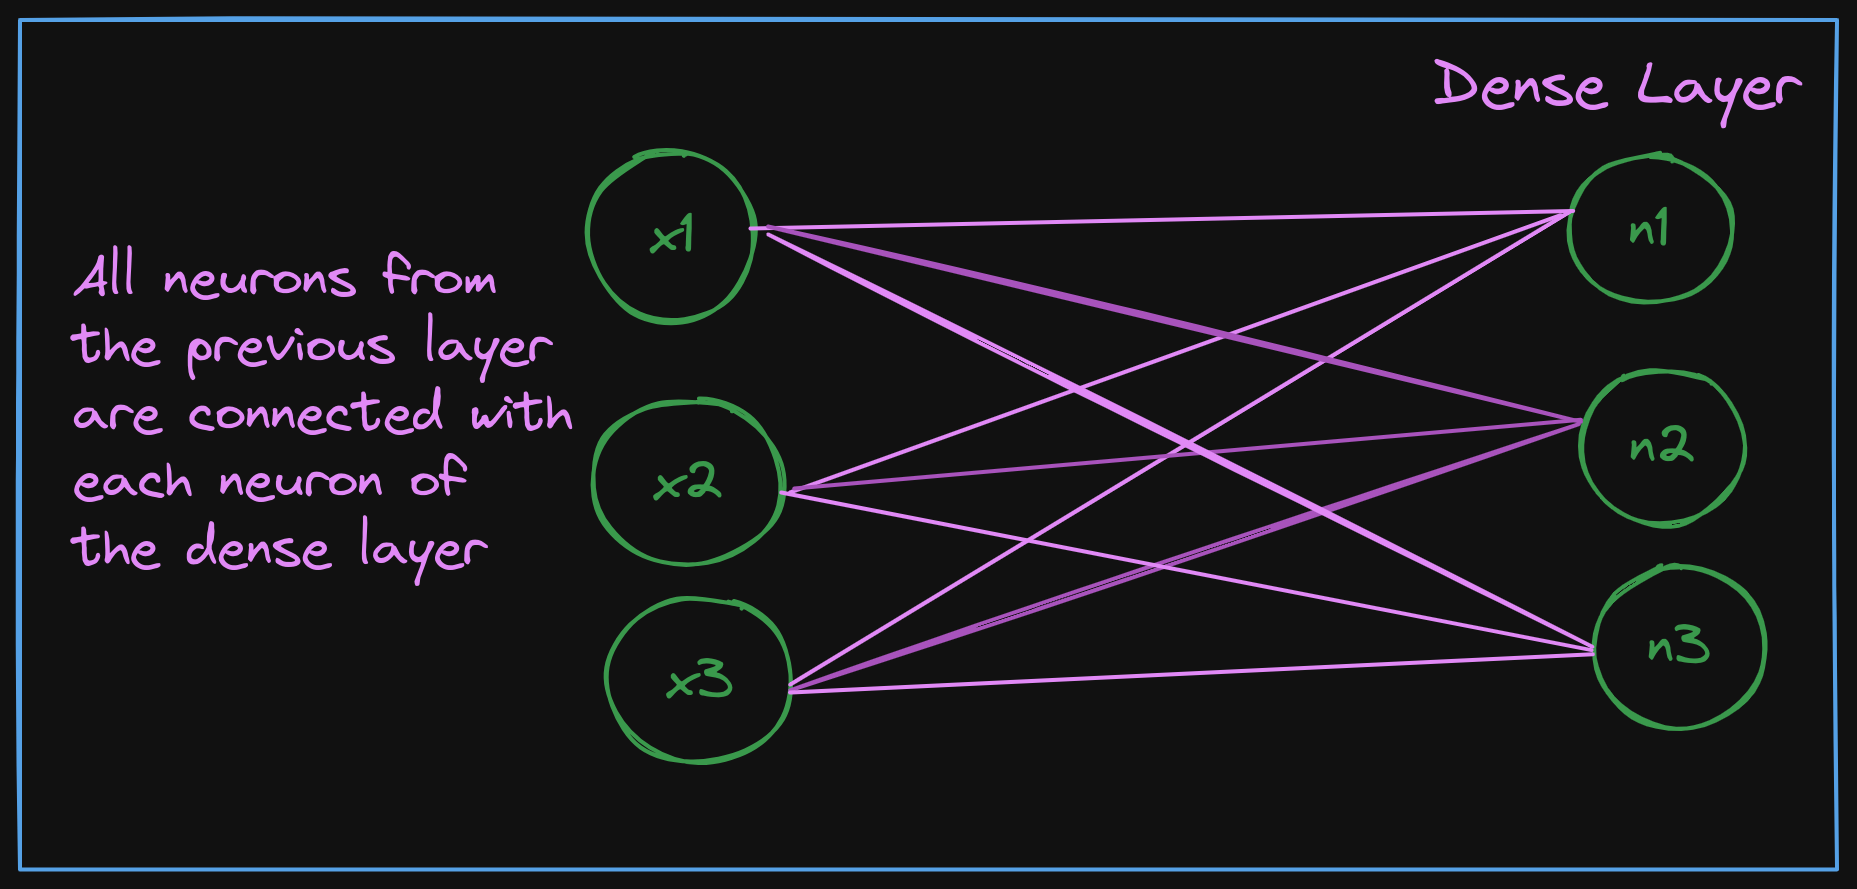 Dense Layer
All neurons from
the previous layer
are connected with
each neuron of
the dense layer
x1
n1
x2
n2
x3
n3